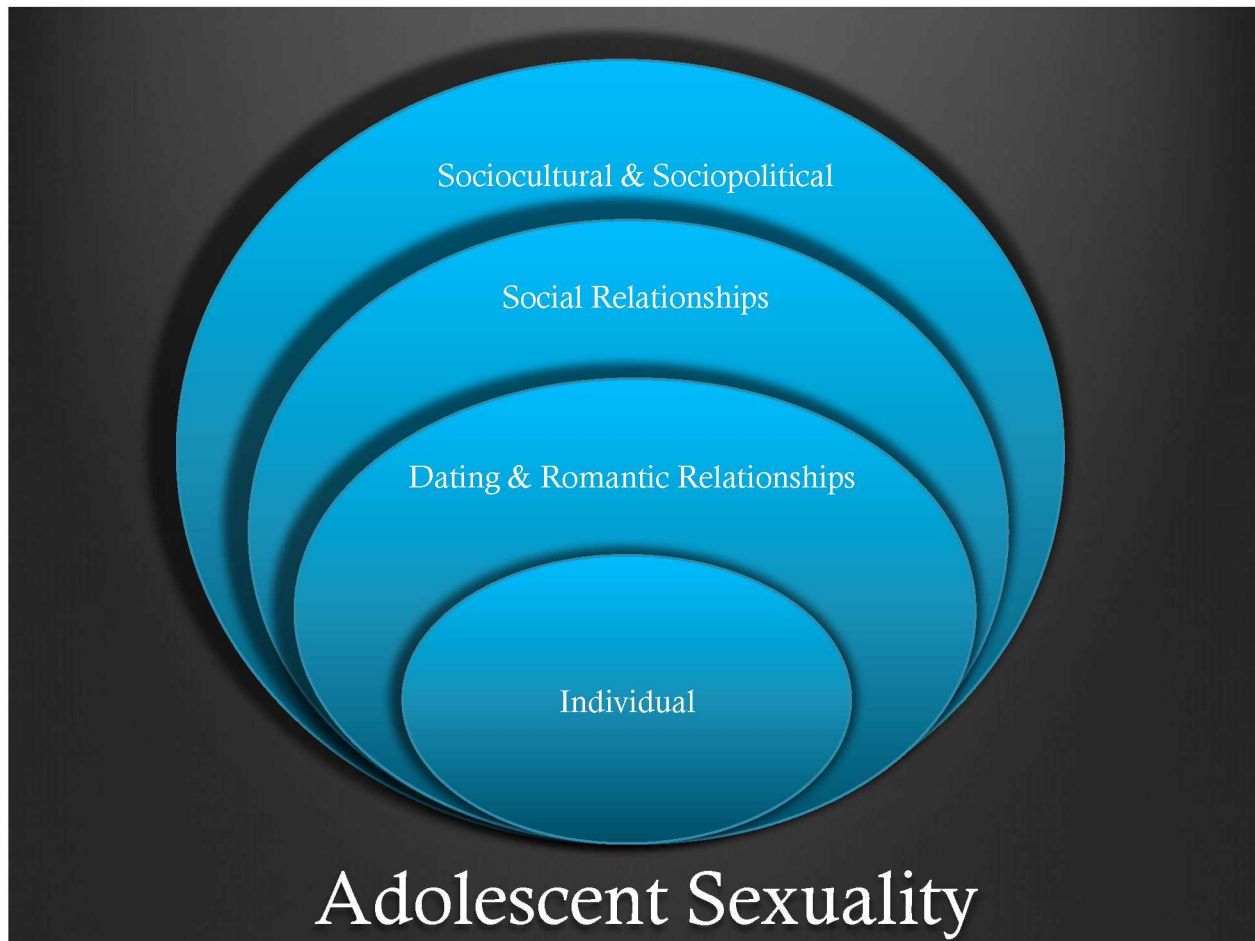 Sociocultural & Sociopolitical
Social Relationships
Dating & Romantic Relationships
Individual
Adolescent Sexuality